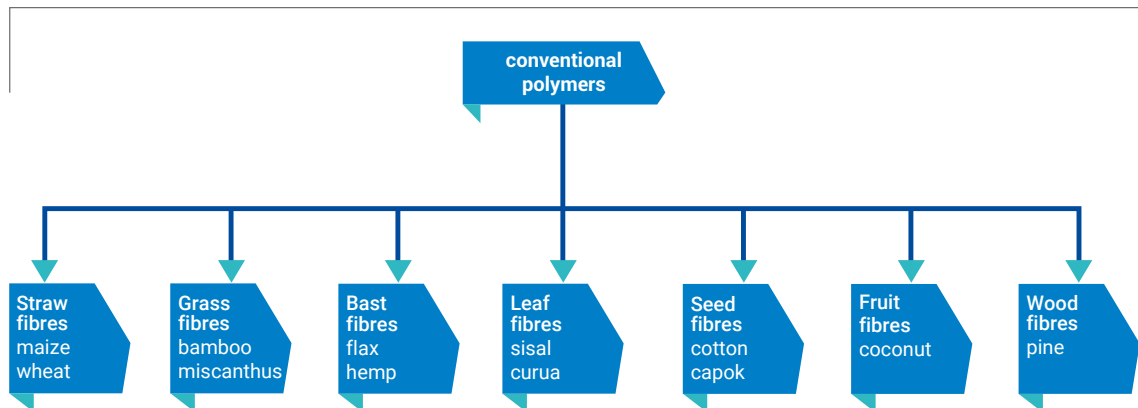 conventional
polymers
Straw
fibres
maize
wheat
Grass
fibres
bamboo
miscanthus
Bast
fibres
flax
hemp
Leaf
fibres
sisal
curua
Seed
fibres
cotton
capok
Fruit
fibres
coconut
Wood
fibres
pine